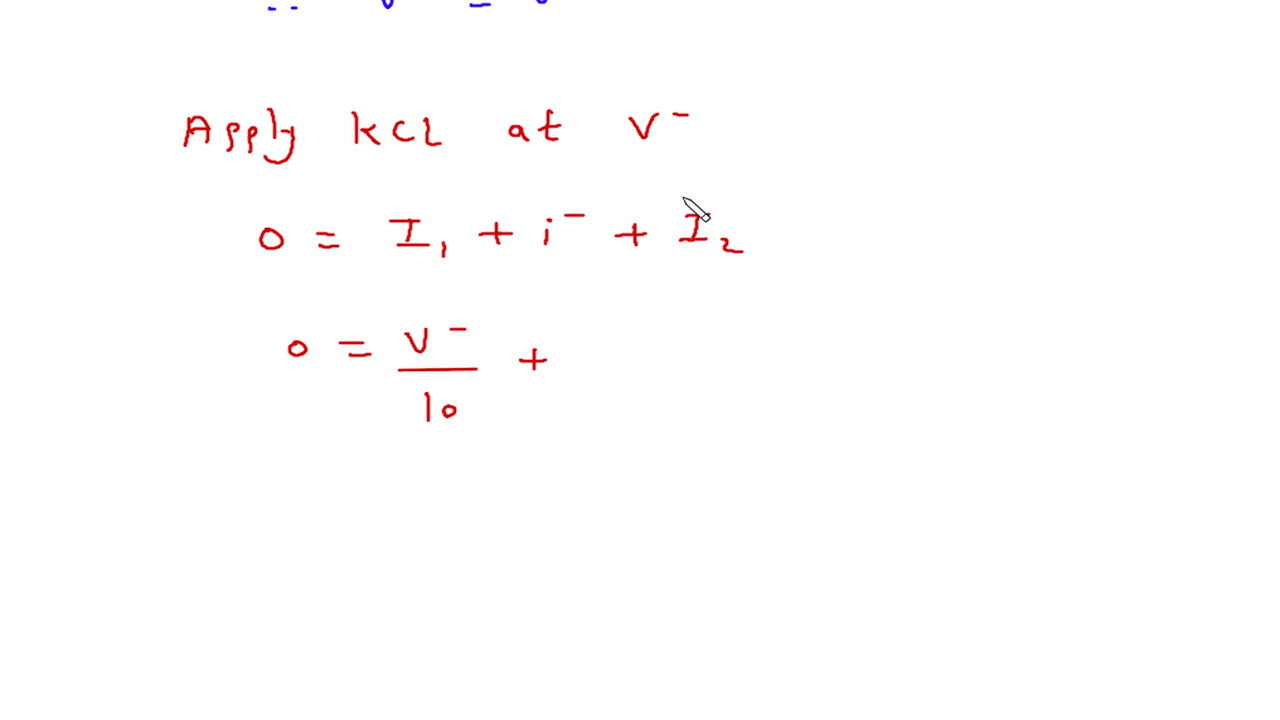 Apply KCL at V⁻
0 = I₁ + i⁻ + I₂
0 = V⁻/10 +